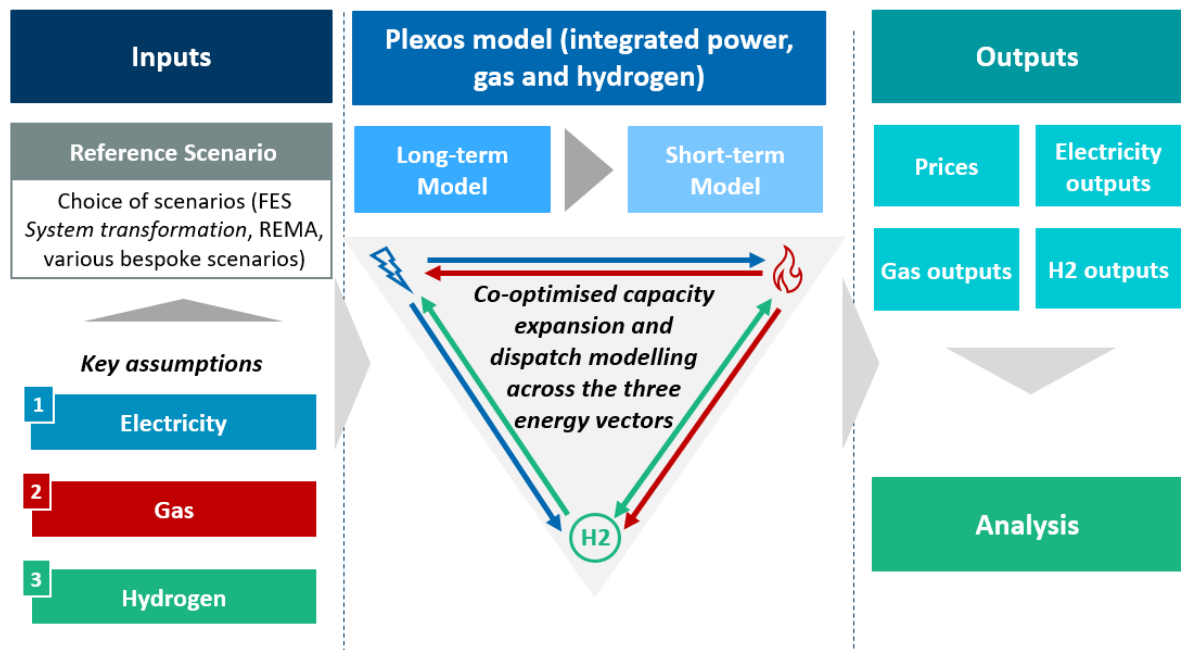 Inputs
Reference Scenario
Choice of scenarios (FES
System transformation, REMA,
various bespoke scenarios)
Key assumptions
1
Electricity
2
Gas
3
Hydrogen
Plexos model (integrated power,
gas and hydrogen)
Long-term
Model
Short-term
Model
Co-optimised capacity
expansion and
dispatch modelling
across the three
energy vectors
H2
Outputs
Prices
Electricity
outputs
Gas outputs
H2 outputs
Analysis